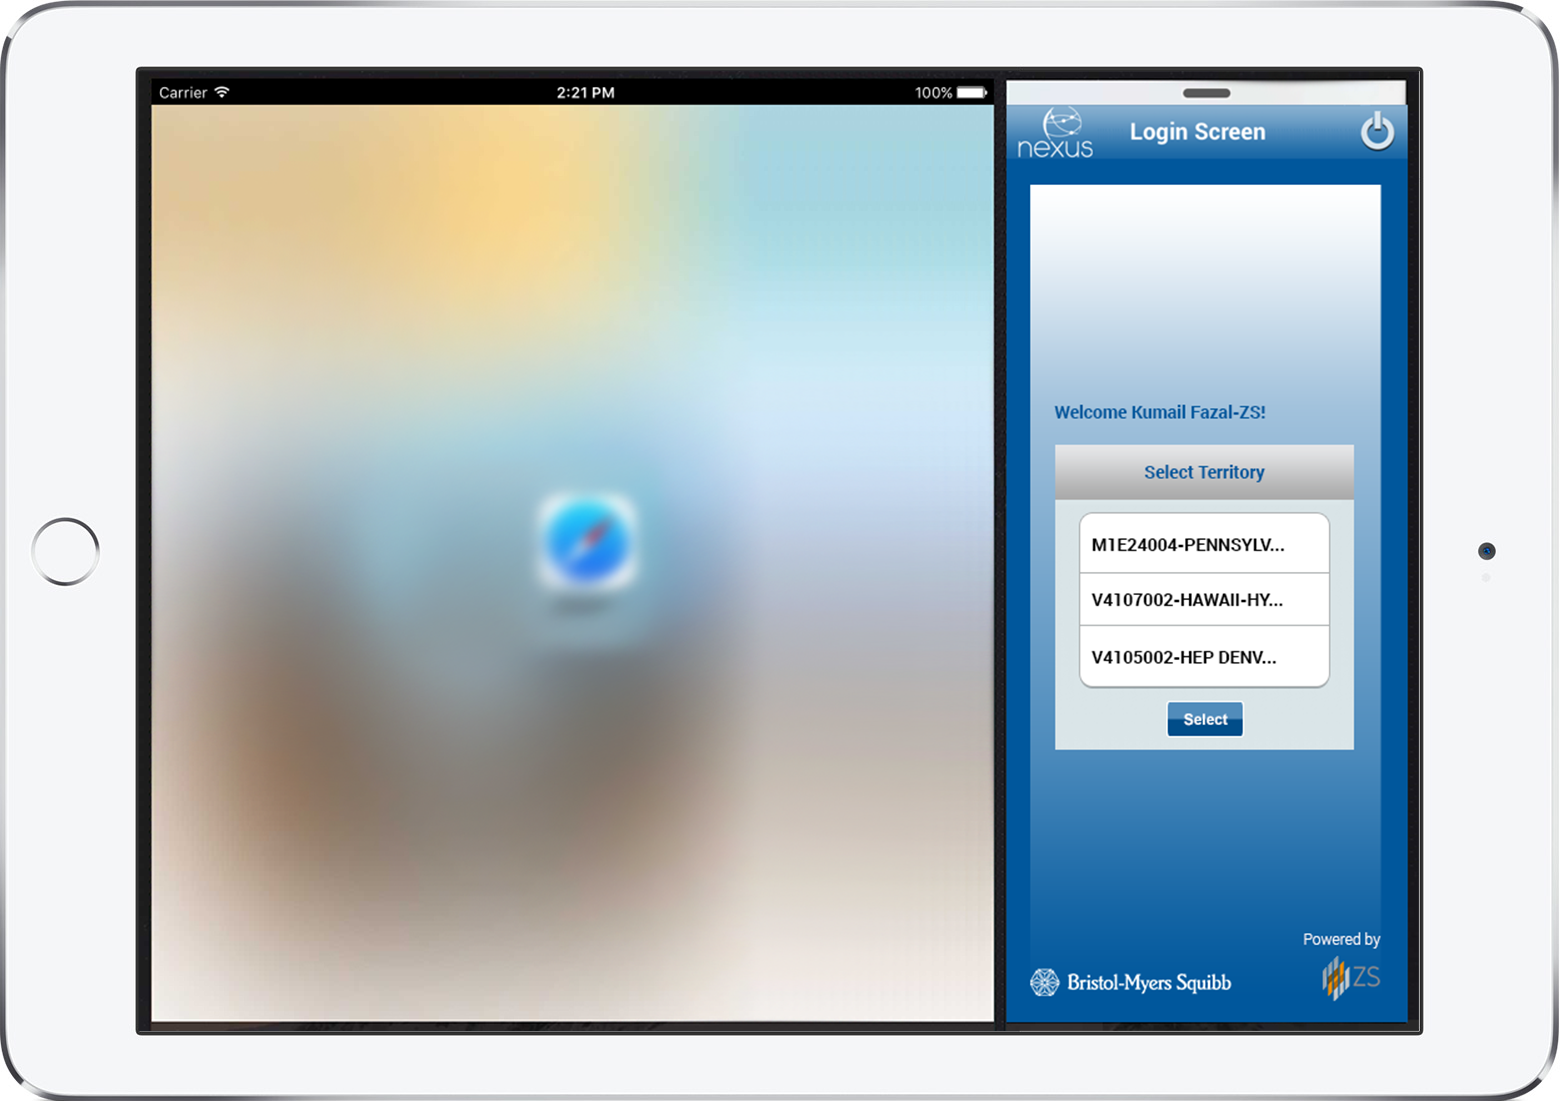 Carrier 2:21 PM 100%
nexus Login Screen
Welcome Kumail Fazal-ZS!
Select Territory
M1E24004-PENNSYLV...
V4107002-HAWAII-HY...
V4105002-HEP DENV...
Select
Powered by
Bristol-Myers Squibb ZS